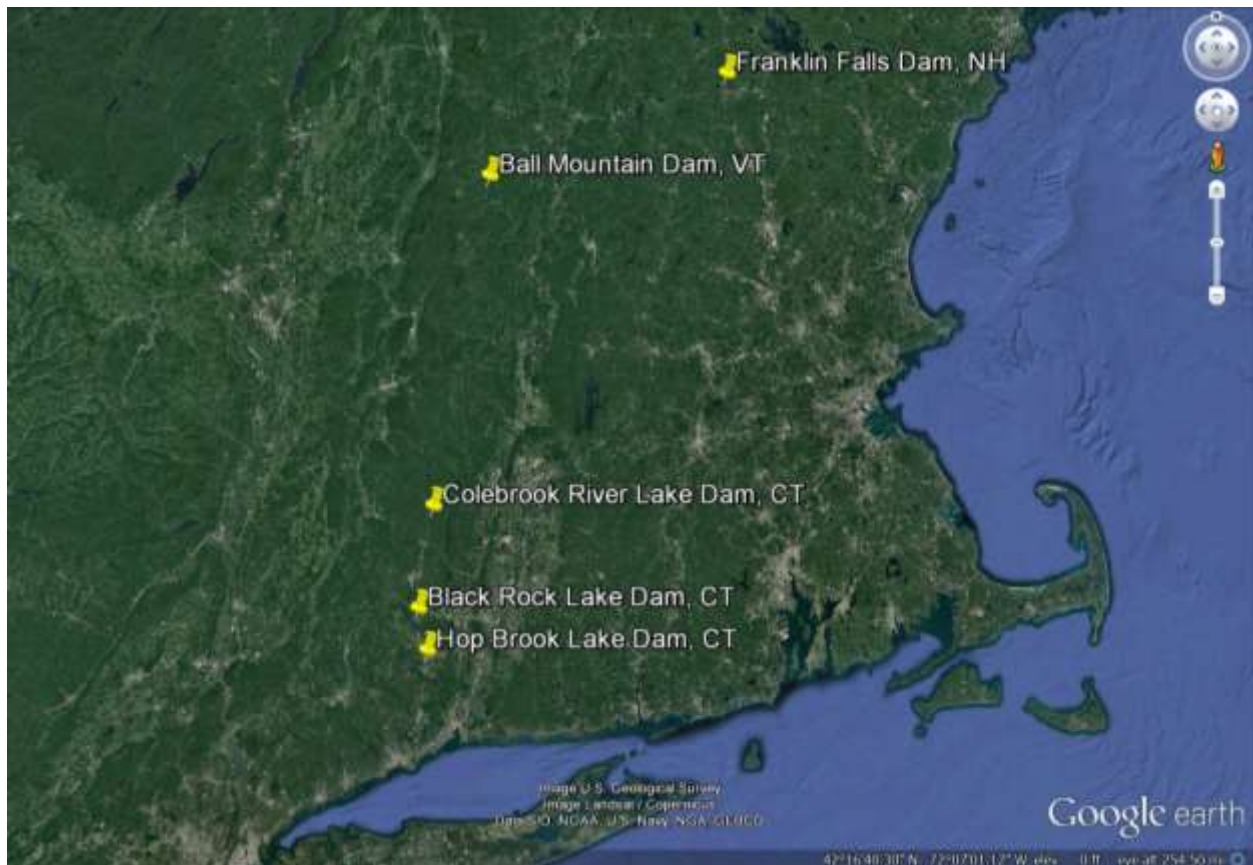 Franklin Falls Dam, NH
Ball Mountain Dam, VT
Colebrook River Lake Dam, CT
Black Rock Lake Dam, CT
Hop Brook Lake Dam, CT
Image U.S. Geological Survey
Image Landsat / Copernicus
Data SIO, NOAA, U.S. Navy, NGA, GEBCO
Google earth